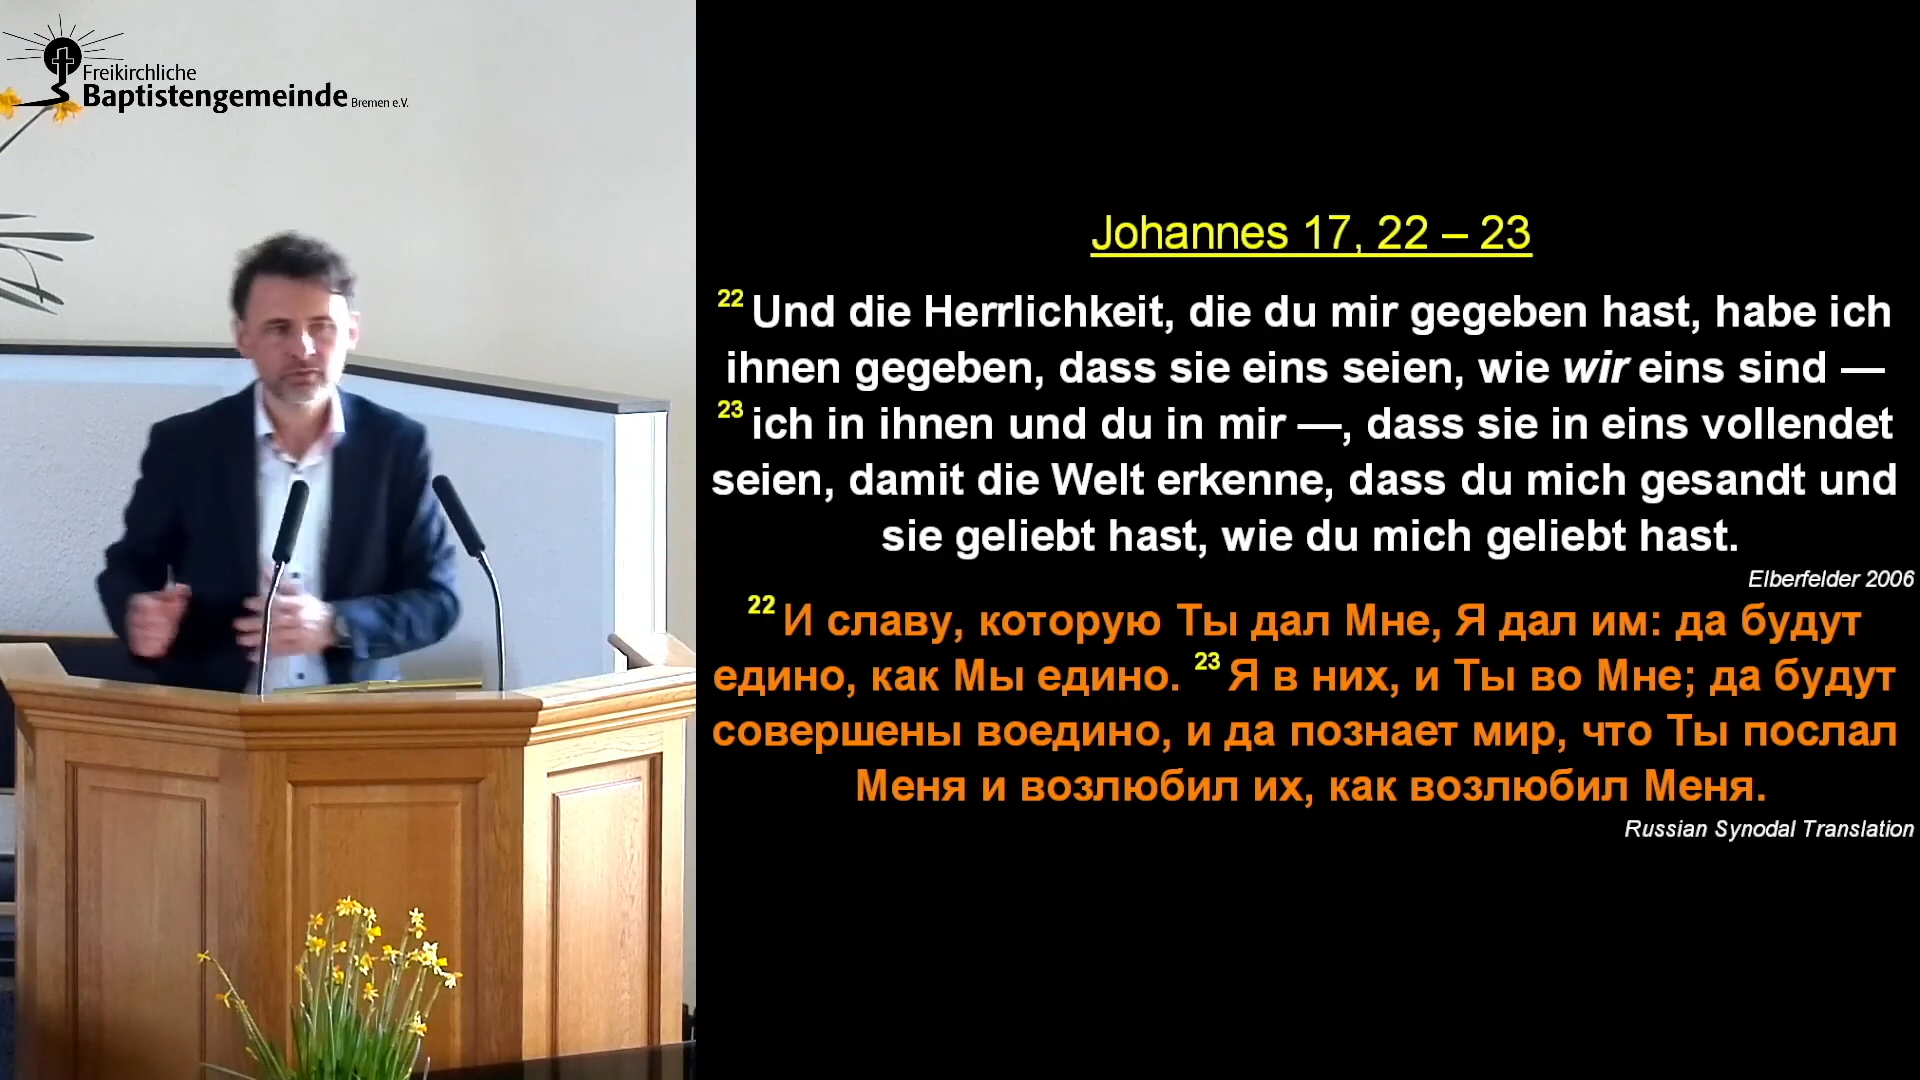 Freikirchliche
Baptistengemeinde Bremen e.V.
Johannes 17, 22 – 23
22 Und die Herrlichkeit, die du mir gegeben hast, habe ich
ihnen gegeben, dass sie eins seien, wie wir eins sind —
23 ich in ihnen und du in mir —, dass sie in eins vollendet
seien, damit die Welt erkenne, dass du mich gesandt und
sie geliebt hast, wie du mich geliebt hast.
Elberfelder 2006
22 И славу, которую Ты дал Мне, Я дал им: да будут
едино, как Мы едино. 23 Я в них, и Ты во Мне; да будут
совершены воедино, и да познает мир, что Ты послал
Меня и возлюбил их, как возлюбил Меня.
Russian Synodal Translation